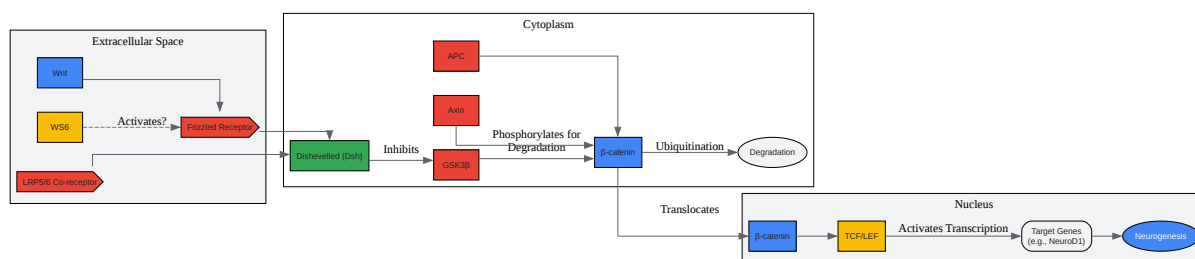 Cytoplasm
Extracellular Space
Wnt
APC
WS6
Activates?
Frizzled Receptor
Axin
Phosphorylates for
Degradation
Dishevelled (Dsh)
Inhibits
GSK3β
β-catenin
Ubiquitination
Degradation
LRP5/6 Co-receptor
Translocates
Nucleus
β-catenin
TCF/LEF
Activates Transcription
Target Genes
(e.g., NeuroD1)
Neurogenesis